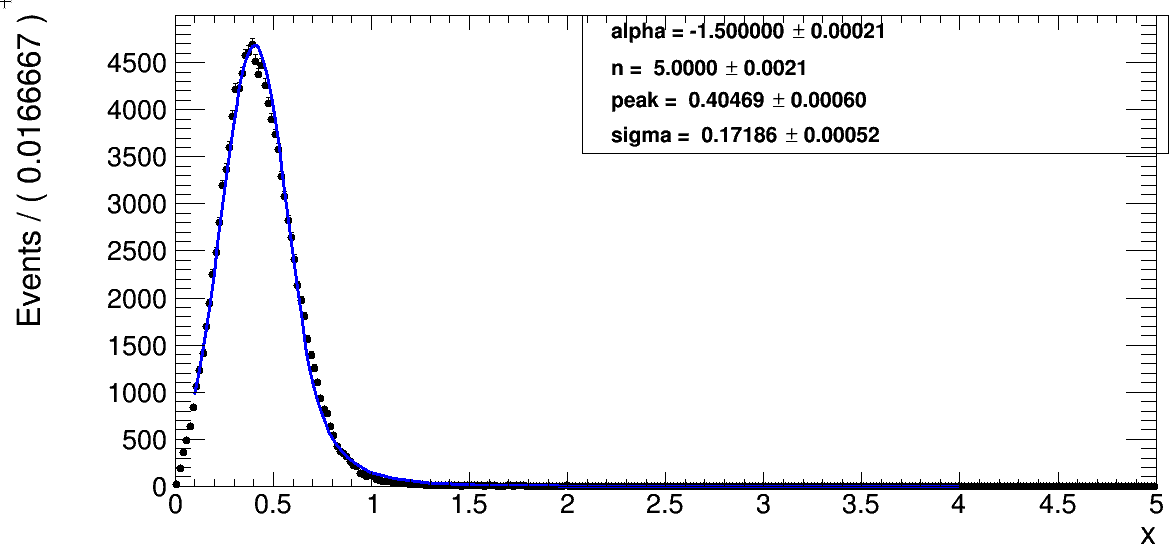 Events / ( 0.0166667 )
alpha = -1.500000 ± 0.00021
n = 5.0000 ± 0.0021
peak = 0.40469 ± 0.00060
sigma = 0.17186 ± 0.00052
4500
4000
3500
3000
2500
2000
1500
1000
500
0
0 0.5 1 1.5 2 2.5 3 3.5 4 4.5 5
x